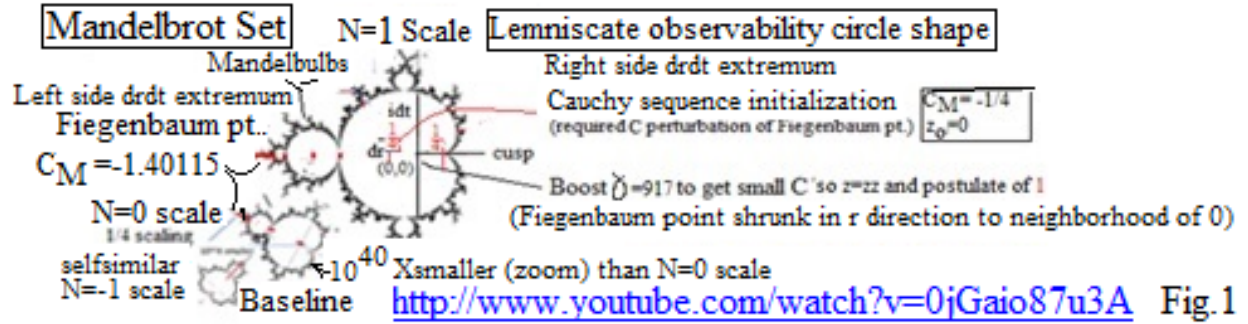 Mandelbrot Set
N=1 Scale
Lemniscate observability circle shape
Mandelbulbs
Right side drdt extremum
Left side drdt extremum
Fiegenbaum pt..
Cauchy sequence initialization
(required C perturbation of Fiegenbaum pt.)
CM= -1/4
zo=0
idt
dr
(0,0)
cusp
CM =-1.40115
Boost =917 to get small C so z=zz and postulate of 1
(Fiegenbaum point shrunk in r direction to neighborhood of 0)
N=0 scale
1/4 scaling
selfsimilar
N=-1 scale
10^40 Xsmaller (zoom) than N=0 scale
Baseline
http://www.youtube.com/watch?v=0jGaio87u3A
Fig.1